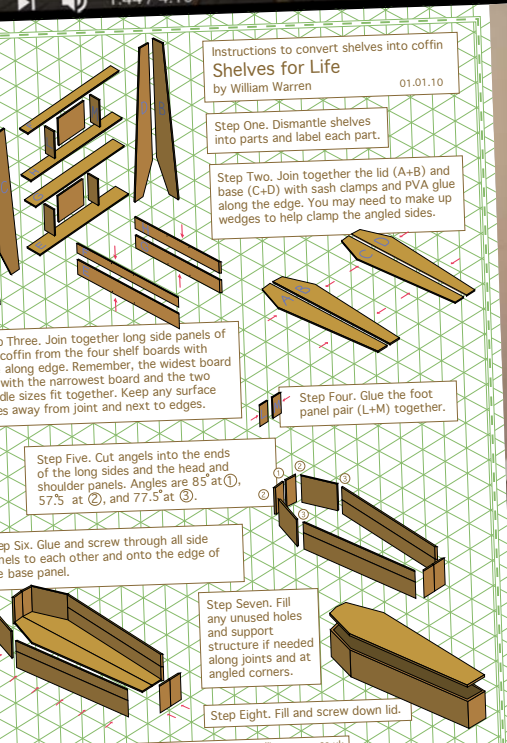 Instructions to convert shelves into coffin
Shelves for Life
by William Warren 01.01.10
Step One. Dismantle shelves
into parts and label each part.
Step Two. Join together the lid (A+B) and
base (C+D) with sash clamps and PVA glue
along the edge. You may need to make up
wedges to help clamp the angled sides.
D B
C D
A B
p Three. Join together long side panels of
coffin from the four shelf boards with
along edge. Remember, the widest board
with the narrowest board and the two
dle sizes fit together. Keep any surface
es away from joint and next to edges.
Step Four. Glue the foot
panel pair (L+M) together.
Step Five. Cut angels into the ends
of the long sides and the head and
shoulder panels. Angles are 85° at ①,
57.5° at ②, and 77.5° at ③.
① ② ③
② ③
ep Six. Glue and screw through all side
nels to each other and onto the edge of
e base panel.
Step Seven. Fill
any unused holes
and support
structure if needed
along joints and at
angled corners.
Step Eight. Fill and screw down lid.